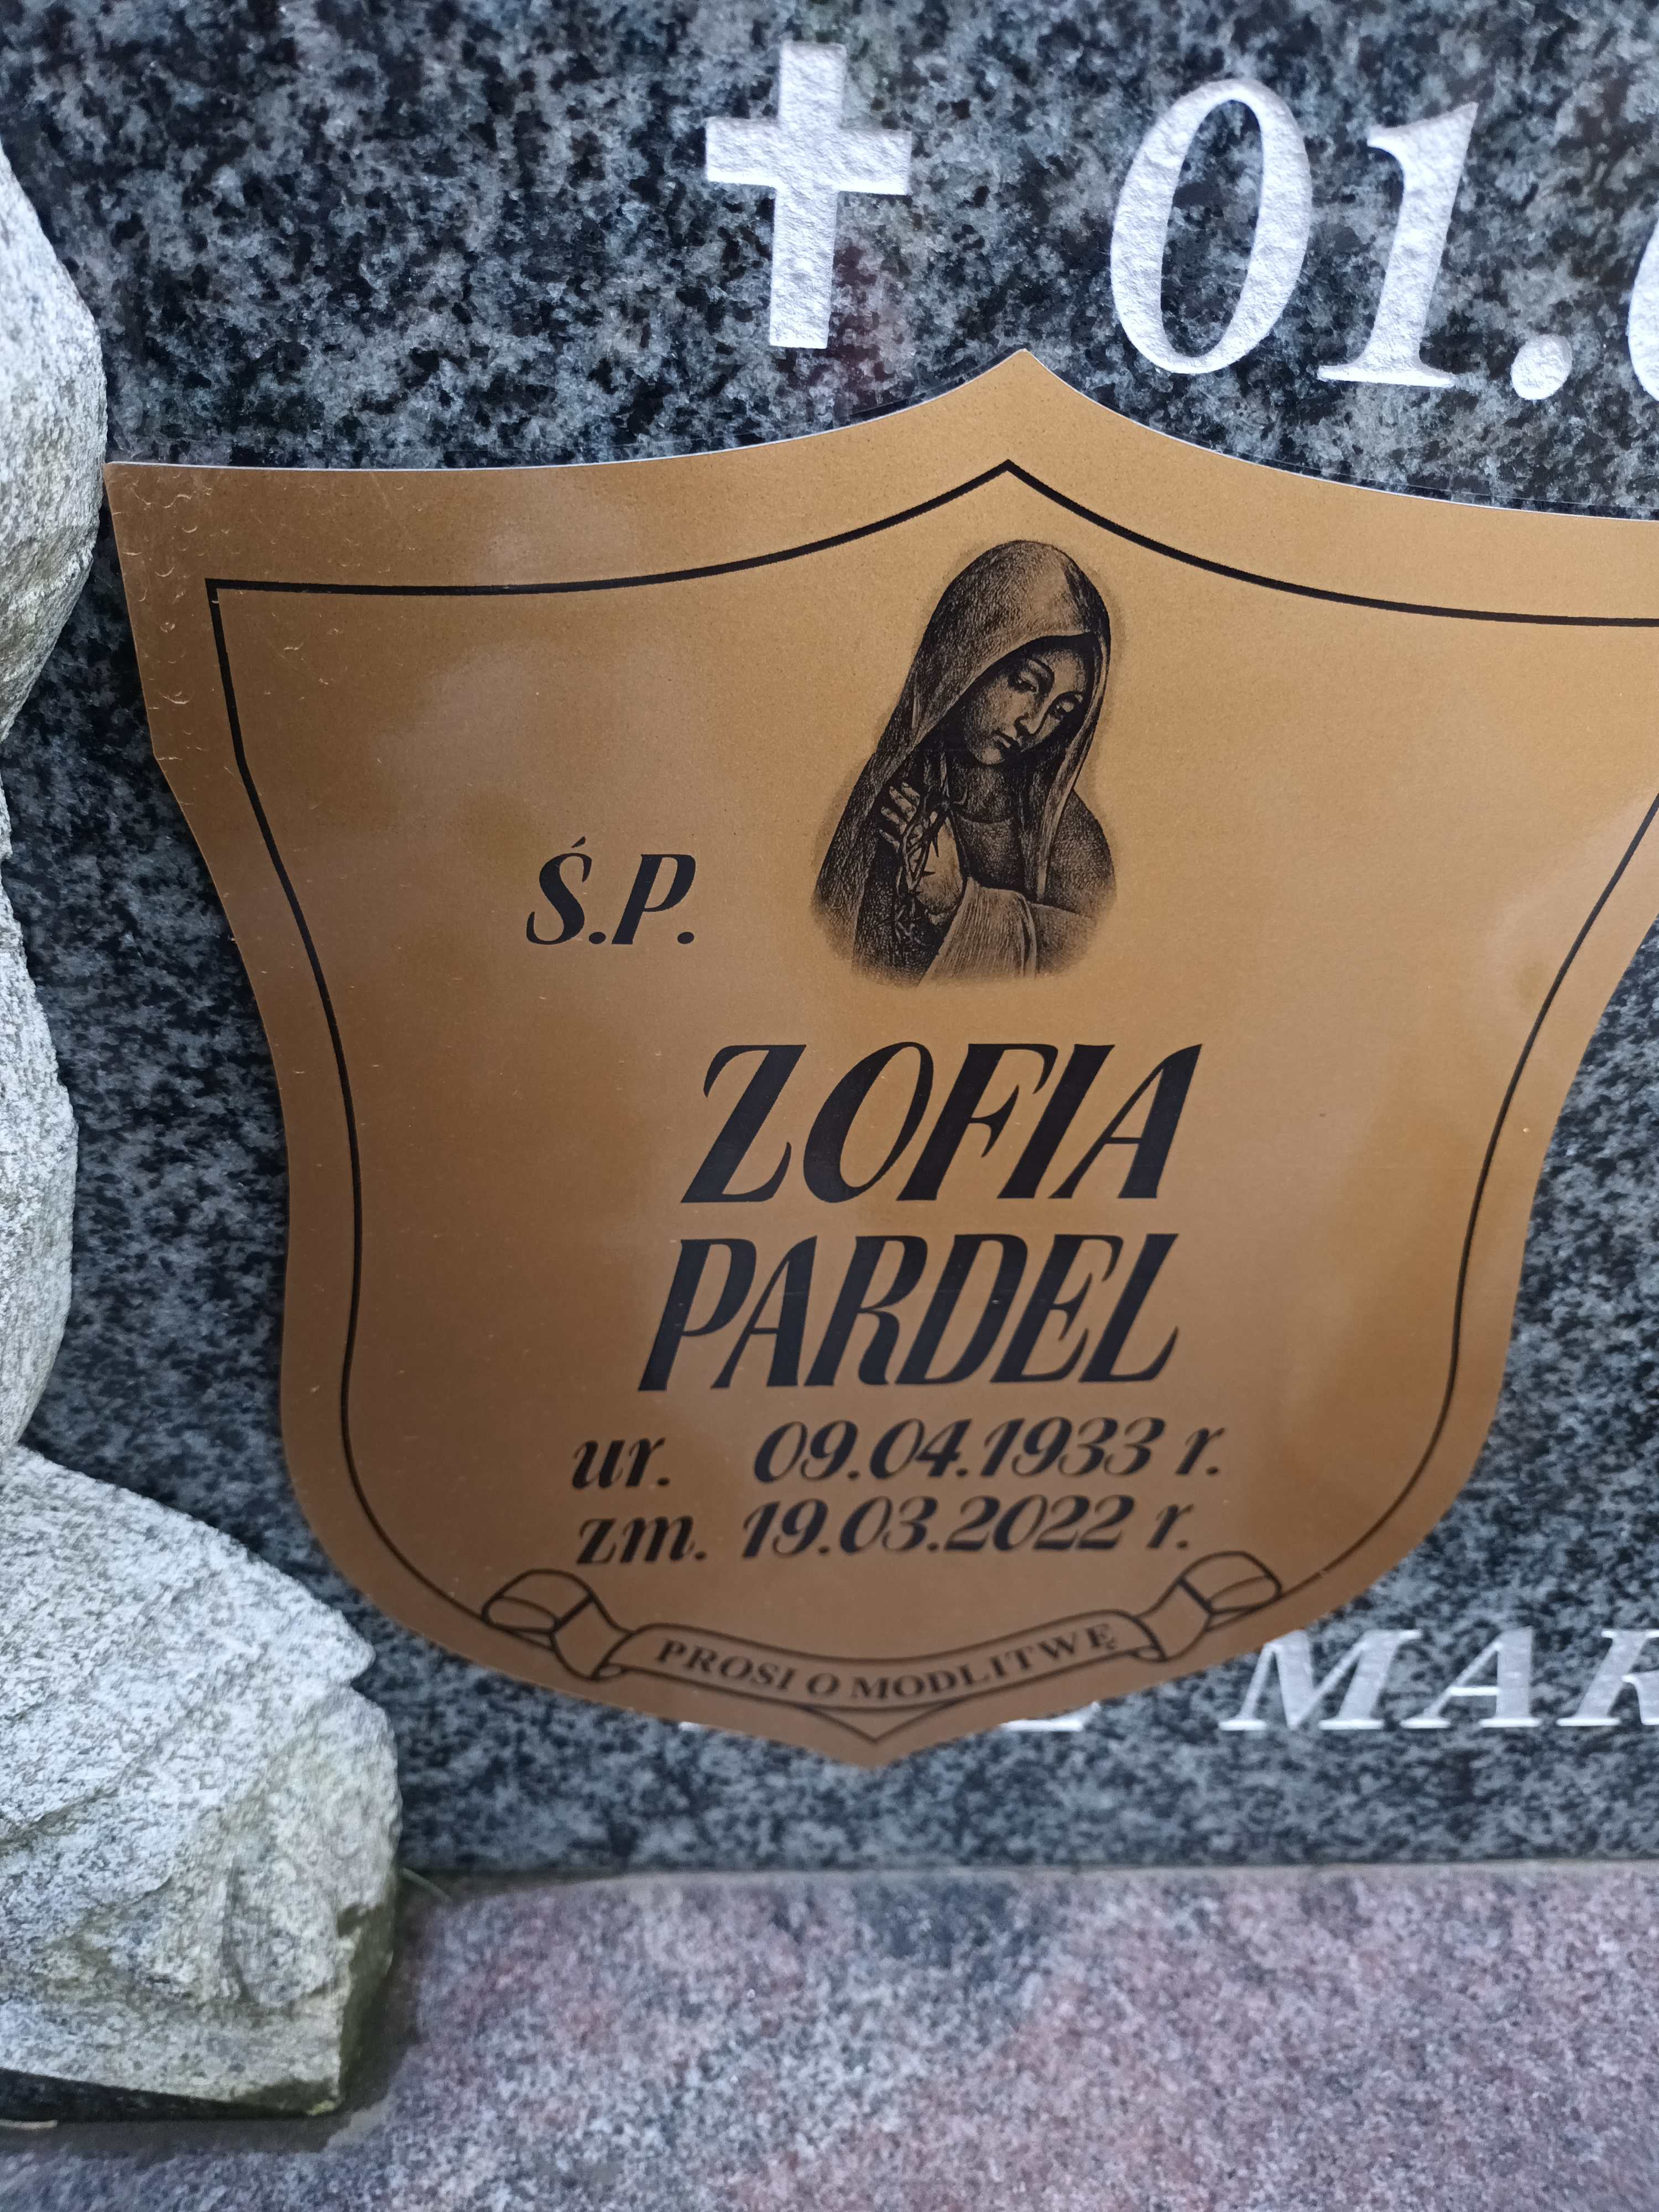 ✝ 01.
Ś.P.
ZOFIA
PARDEL
ur. 09.04.1933 r.
zm. 19.03.2022 r.
PROSI O MODLITWĘ